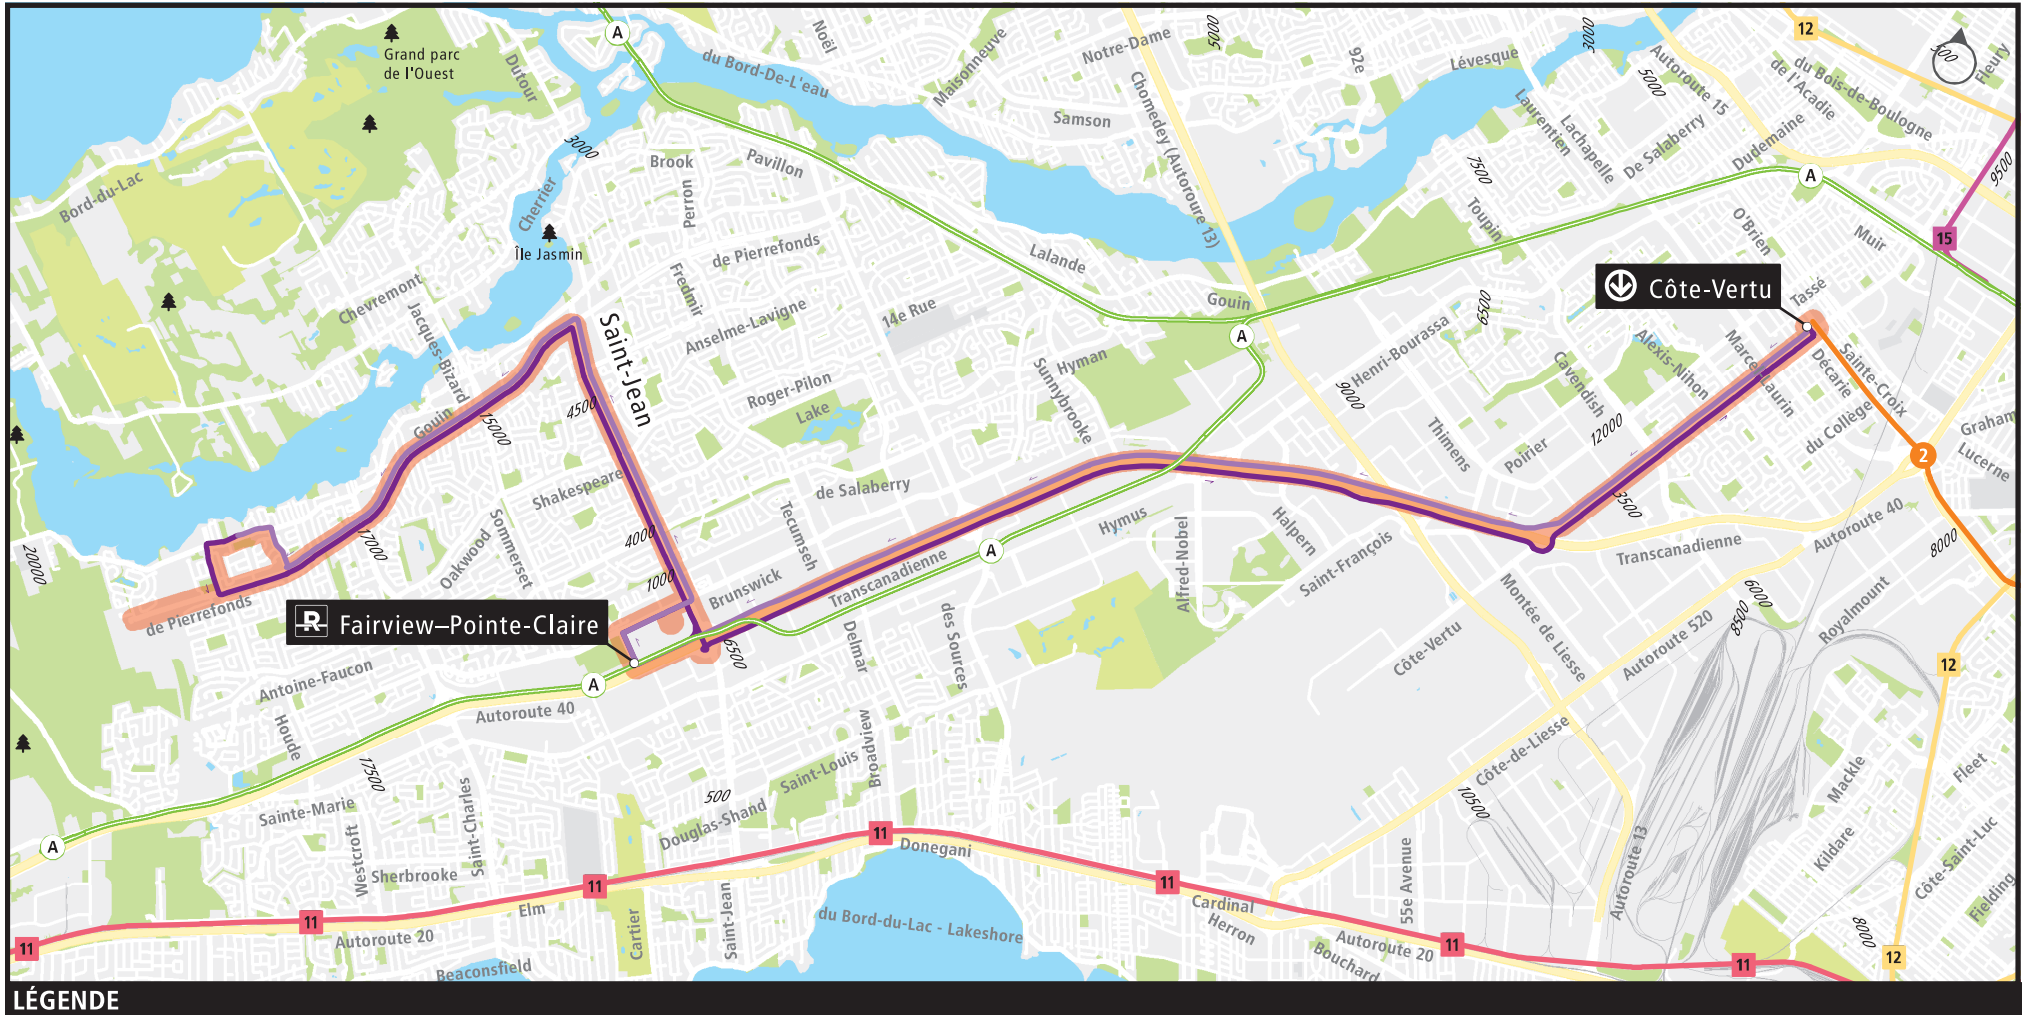 A
12
500
Fleury
Grand parc
de l'Ouest
Dutour
Noël
du Bord-De-L'eau
Maisonneuve
Notre-Dame
5000
92e
Lévesque
3000
Autoroute 15
5000
du Bois-de-Boulogne
de l'Acadie
Chomedey (Autoroure 13)
Samson
Laurentien
Lachapelle
De Salaberry
Dudemaine
A
9500
3000
Brook
Pavillon
Perron
7500
Bord-du-Lac
Cherrier
Île Jasmin
de Pierrefonds
Lalande
Toupin
O'Brien
Muir
15
Chevremont
Jacques-Bizard
Fredmir
Anselme-Lavigne
14e Rue
Gouin
A
6500
Côte-Vertu
Tassé
Saint-Jean
Hyman
Sunnybrooke
Henri-Bourassa
9000
Cavendish
Alexis-Nihon
Marcel-Laurin
Décarie
Sainte-Croix
Roger-Pilon
Lake
4500
15000
Gouin
Thimens
Poirier
12000
du Collège
Graham
Lucerne
2
Shakespeare
de Salaberry
Tecumseh
4000
Sommerset
Oakwood
17000
20000
3500
Hymus
A
Alfred-Nobel
Halpern
Saint-François
Transcanadienne
Autoroute 40
8000
1000
Brunswick
Transcanadienne
de Pierrefonds
Fairview–Pointe-Claire
6500
Delmar
des Sources
Montée de Liesse
Côte-Vertu
6000
8500
Autoroute 520
Royalmount
12
Antoine-Faucon
Houde
A
Autoroute 40
17500
Broadview
Saint-Louis
Côte-de-Liesse
10500
Mackle
Fleet
A
Sainte-Marie
Westcroft
Saint-Charles
Sherbrooke
500
Douglas-Shand
11
Donegani
Kildare
Côte-Saint-Luc
Fielding
11
Elm
11
11
Autoroute 20
Cartier
Saint-Jean
du Bord-du-Lac - Lakeshore
11
Cardinal
Herron
55e Avenue
Autoroute 13
Autoroute 20
11
Bouchard
11
8000
12
Beaconsfield
LÉGENDE